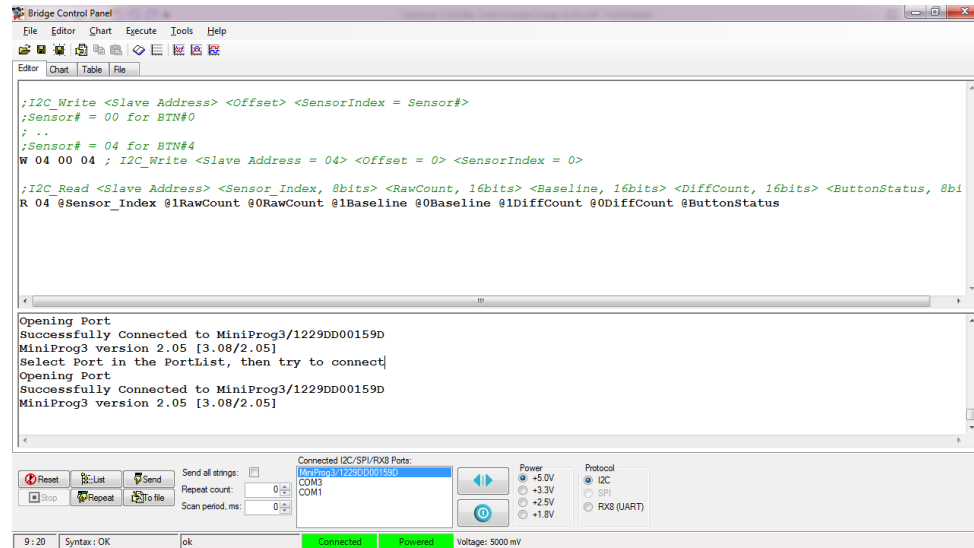 Bridge Control Panel
File Editor Chart Execute Tools Help
Editor Chart Table File
;I2C_Write <Slave Address> <Offset> <SensorIndex = Sensor#>
;Sensor# = 00 for BTN#0
; ..
;Sensor# = 04 for BTN#4
W 04 00 04 ; I2C_Write <Slave Address = 04> <Offset = 0> <SensorIndex = 0>
;I2C_Read <Slave Address> <Sensor_Index, 8bits> <RawCount, 16bits> <Baseline, 16bits> <DiffCount, 16bits> <ButtonStatus, 8bi
R 04 @Sensor_Index @1RawCount @0RawCount @1Baseline @0Baseline @1DiffCount @0DiffCount @ButtonStatus
Opening Port
Successfully Connected to MiniProg3/1229DD00159D
MiniProg3 version 2.05 [3.08/2.05]
Select Port in the PortList, then try to connect
Opening Port
Successfully Connected to MiniProg3/1229DD00159D
MiniProg3 version 2.05 [3.08/2.05]
Connected I2C/SPI/RX8 Ports:
Reset List Send Send all strings: MiniProg3/1229DD00159D Power Protocol
COM3 +5.0V I2C
Stop Repeat To file Repeat count: 0 COM1 +3.3V SPI
Scan period, ms: 0 +2.5V RX8 (UART)
+1.8V
9 : 20 Syntax : OK ok Connected Powered Voltage: 5000 mV